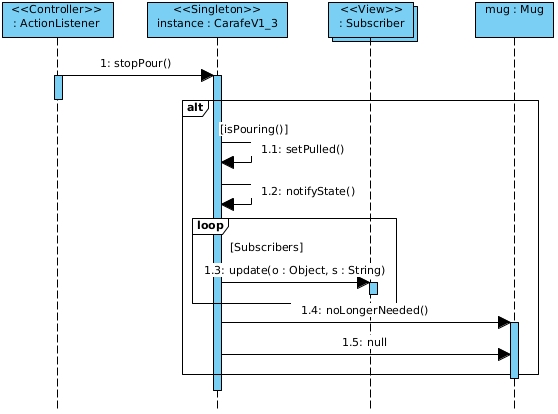 <<Controller>>
: ActionListener
<<Singleton>>
instance : CarafeV1_3
<<View>>
: Subscriber
mug : Mug
1: stopPour()
alt
[isPouring()]
1.1: setPulled()
1.2: notifyState()
loop
[Subscribers]
1.3: update(o : Object, s : String)
1.4: noLongerNeeded()
1.5: null